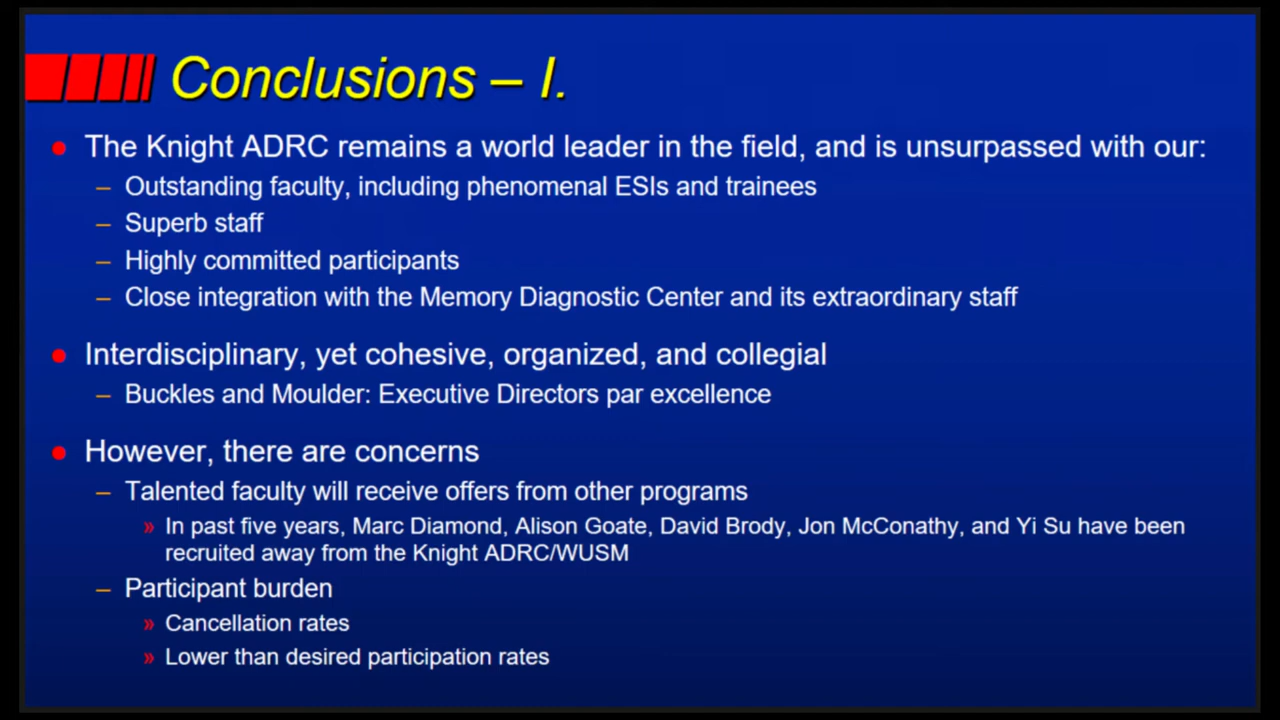 Conclusions – I.
● The Knight ADRC remains a world leader in the field, and is unsurpassed with our:
– Outstanding faculty, including phenomenal ESIs and trainees
– Superb staff
– Highly committed participants
– Close integration with the Memory Diagnostic Center and its extraordinary staff
● Interdisciplinary, yet cohesive, organized, and collegial
– Buckles and Moulder: Executive Directors par excellence
● However, there are concerns
– Talented faculty will receive offers from other programs
» In past five years, Marc Diamond, Alison Goate, David Brody, Jon McConathy, and Yi Su have been
recruited away from the Knight ADRC/WUSM
– Participant burden
» Cancellation rates
» Lower than desired participation rates